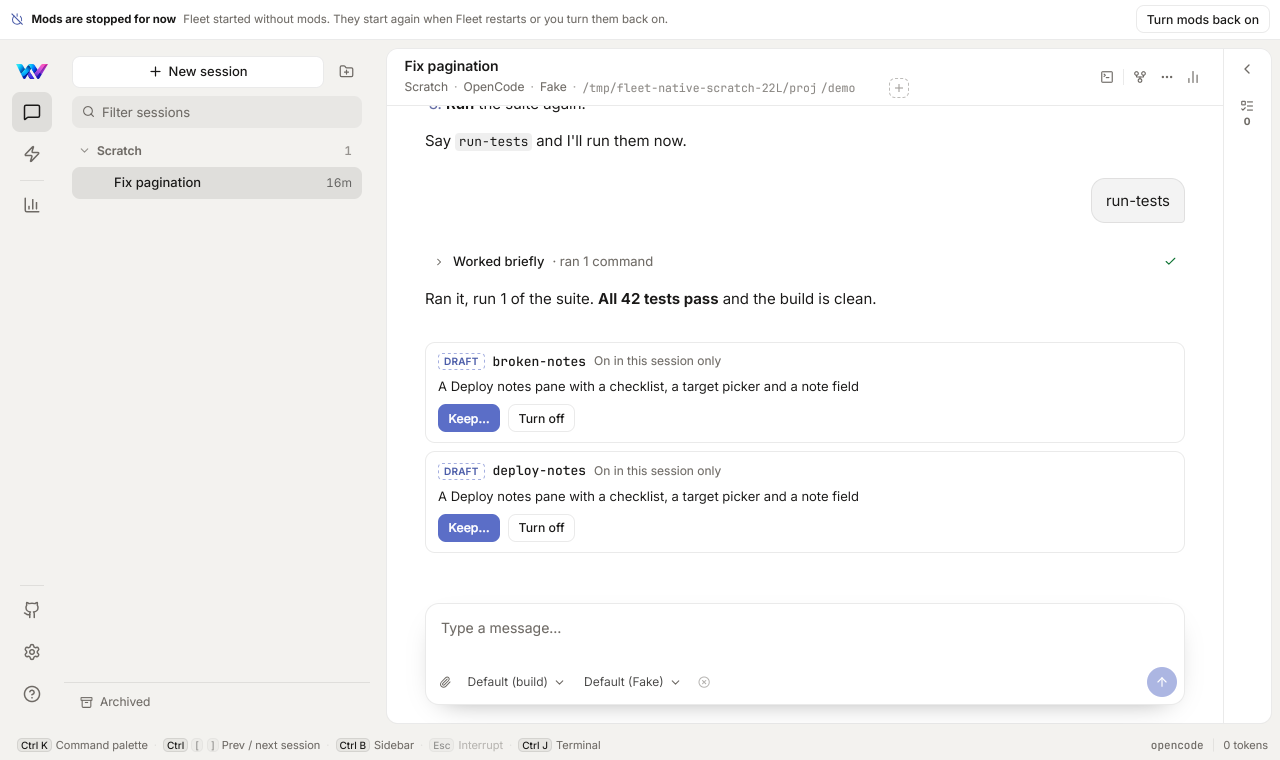 Mods are stopped for now Fleet started without mods. They start again when Fleet restarts or you turn them back on.
Turn mods back on
New session
Filter sessions
Scratch 1
Fix pagination 16m
Archived
Fix pagination
Scratch · OpenCode · Fake · /tmp/fleet-native-scratch-22L/proj /demo
Run the suite again.
Say run-tests and I'll run them now.
run-tests
Worked briefly · ran 1 command
Ran it, run 1 of the suite. All 42 tests pass and the build is clean.
DRAFT broken-notes On in this session only
A Deploy notes pane with a checklist, a target picker and a note field
Keep... Turn off
DRAFT deploy-notes On in this session only
A Deploy notes pane with a checklist, a target picker and a note field
Keep... Turn off
Type a message...
Default (build) Default (Fake)
0
Ctrl K Command palette · Ctrl [ ] Prev / next session · Ctrl B Sidebar · Esc Interrupt · Ctrl J Terminal
opencode 0 tokens